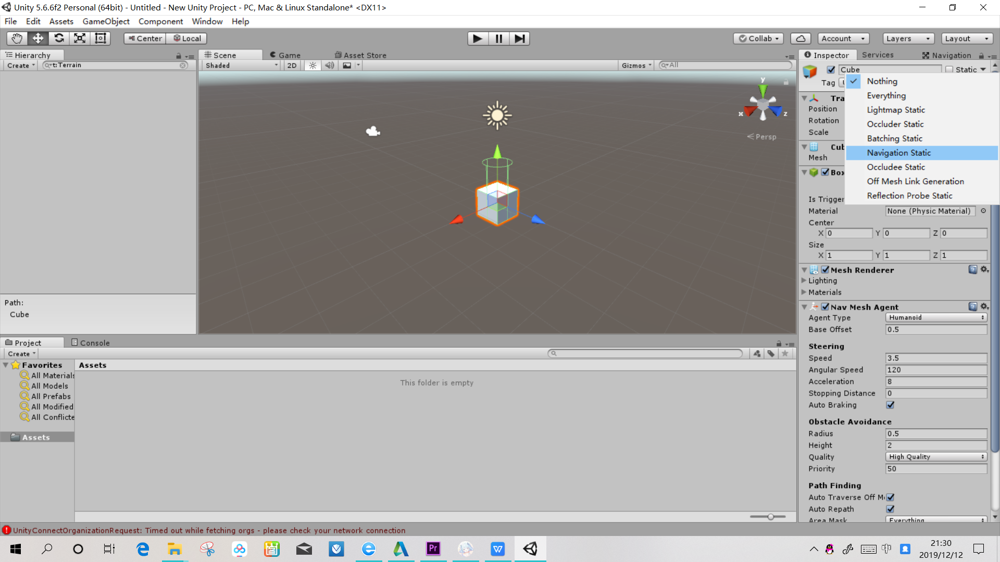 Unity 5.6.6f2 Personal (64bit) - Untitled - New Unity Project - PC, Mac & Linux Standalone* <DX11>
File Edit Assets GameObject Component Window Help
Center Local Collab Account Layers Layout
Hierarchy
Create t:Terrain
Path:
Cube
Scene Game Asset Store
Shaded 2D Gizmos All
y
x z
Persp
Inspector Services Navigation
Cube Static
Tag
Nothing
Everything
Lightmap Static
Occluder Static
Batching Static
Navigation Static
Occludee Static
Off Mesh Link Generation
Reflection Probe Static
Tra
Position
Rotation
Scale
Cub
Mesh
Box
Is Trigger
Material None (Physic Material)
Center
X 0 Y 0 Z 0
Size
X 1 Y 1 Z 1
Mesh Renderer
Lighting
Materials
Nav Mesh Agent
Agent Type Humanoid
Base Offset 0.5
Steering
Speed 3.5
Angular Speed 120
Acceleration 8
Stopping Distance 0
Auto Braking
Obstacle Avoidance
Radius 0.5
Height 2
Quality High Quality
Priority 50
Path Finding
Auto Traverse Off M
Auto Repath
Area Mask Everything
Project Console
Create
Favorites
All Materials
All Models
All Prefabs
All Modified
All Conflicte
Assets
Assets
This folder is empty
UnityConnectOrganizationRequest: Timed out while fetching orgs - please check your network connection
Pr
W
中
21:30
2019/12/12